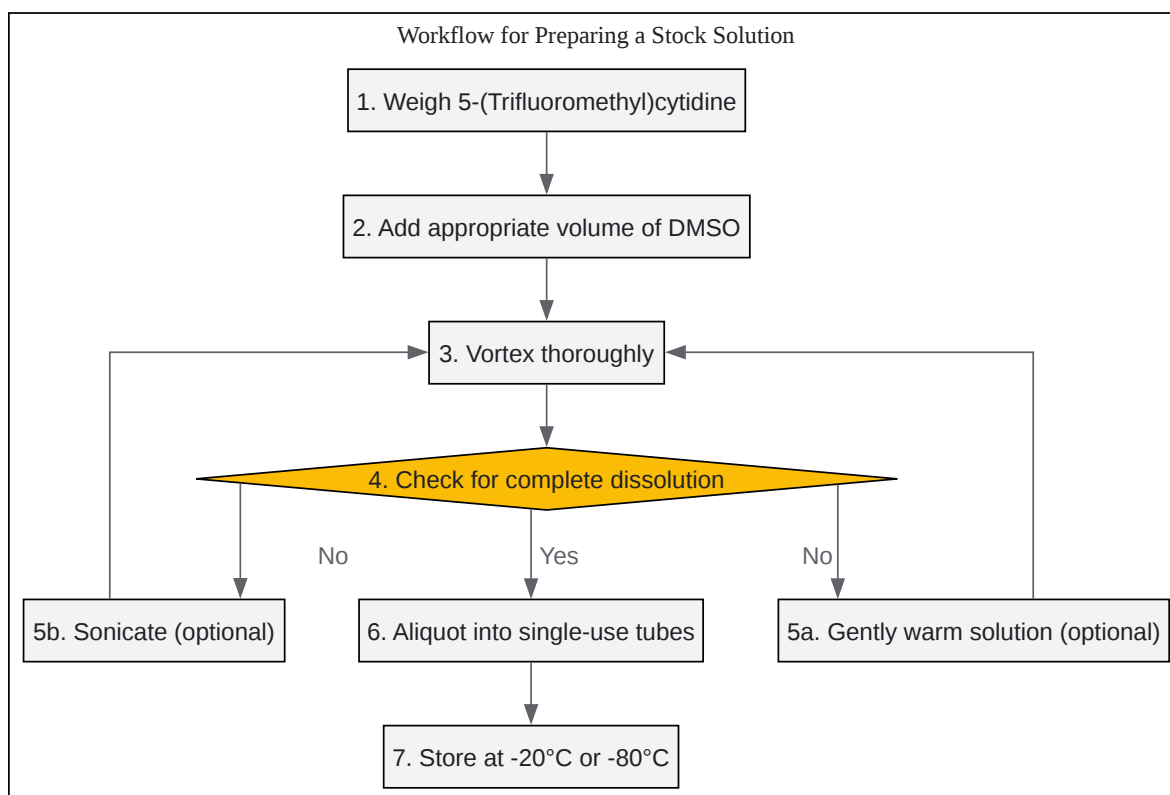 Workflow for Preparing a Stock Solution
1. Weigh 5-(Trifluoromethyl)cytidine
2. Add appropriate volume of DMSO
3. Vortex thoroughly
4. Check for complete dissolution
No
Yes
No
5b. Sonicate (optional)
6. Aliquot into single-use tubes
5a. Gently warm solution (optional)
7. Store at -20°C or -80°C